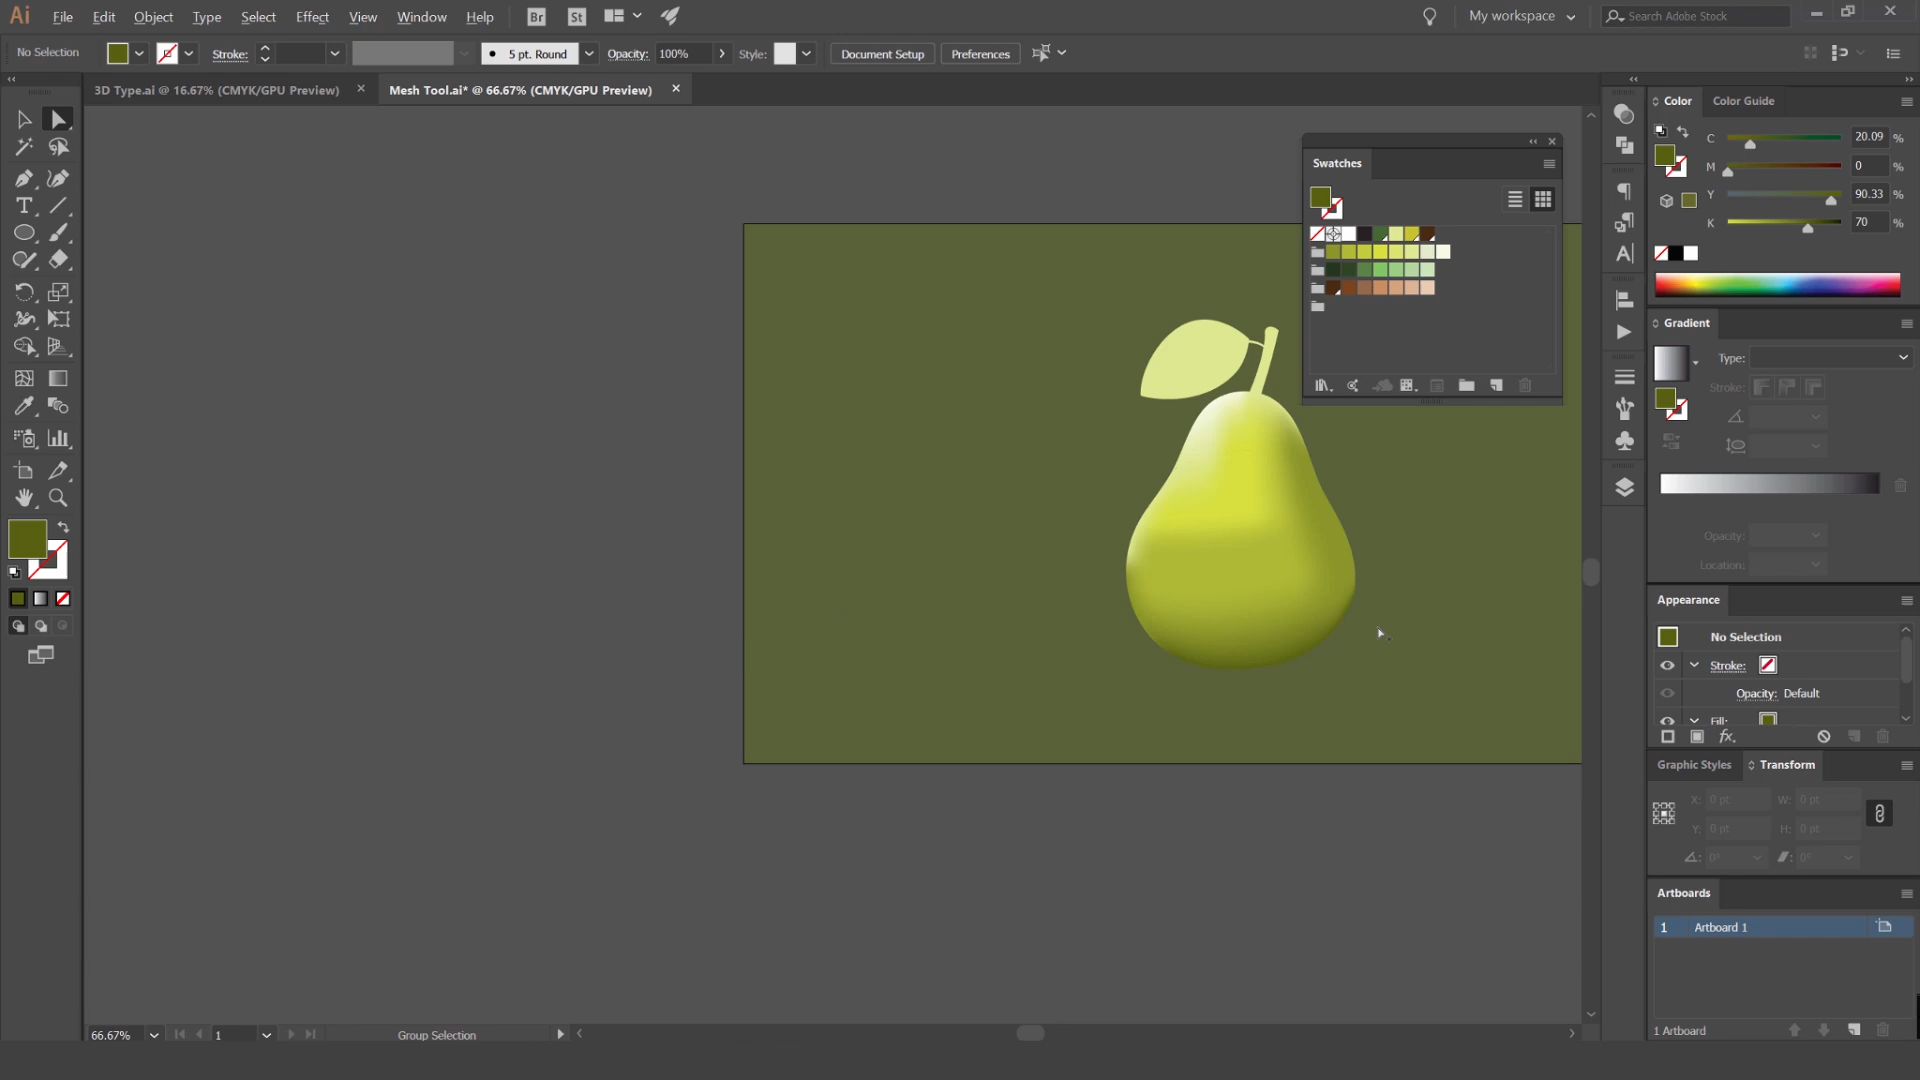 Ai File Edit Object Type Select Effect View Window Help Br St My workspace Search Adobe Stock
No Selection Stroke: 5 pt. Round Opacity: 100% Style: Document Setup Preferences
3D Type.ai @ 16.67% (CMYK/GPU Preview) Mesh Tool.ai* @ 66.67% (CMYK/GPU Preview)
Swatches
Color Color Guide
C 20.09 %
M 0 %
Y 90.33 %
K 70 %
Gradient
Type:
Stroke:
Opacity:
Location:
Appearance
No Selection
Stroke:
Opacity: Default
Fill:
fx.
Graphic Styles Transform
X: 0 pt W: 0 pt
Y: 0 pt H: 0 pt
0° 0°
Artboards
1 Artboard 1
1 Artboard
66.67% 1 Group Selection